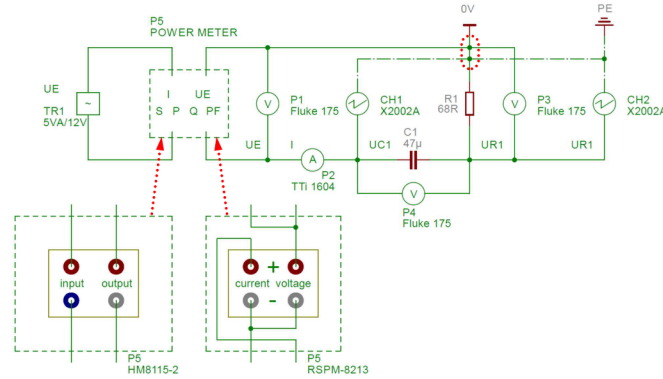 P5
POWER METER
0V
PE
UE
TR1
5VA/12V
~
I UE
S P Q PF
V
P1
Fluke 175
CH1
X2002A
R1
68R
V
P3
Fluke 175
CH2
X2002A
UE
I
A
P2
TTi 1604
UC1
C1
47µ
UR1
UR1
V
P4
Fluke 175
input output
P5
HM8115-2
+
current voltage
-
P5
RSPM-8213